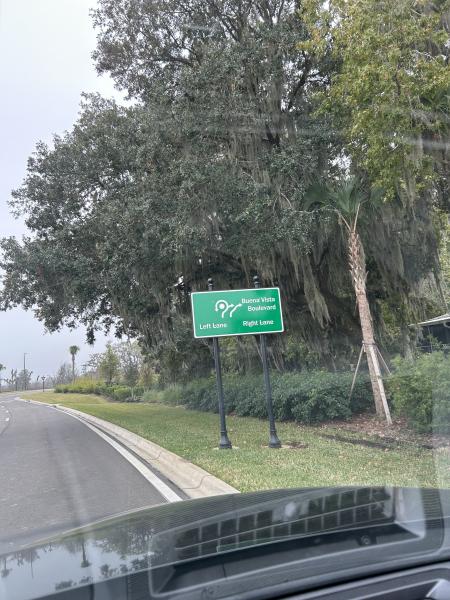 Buena Vista
Boulevard
Left Lane
Right Lane